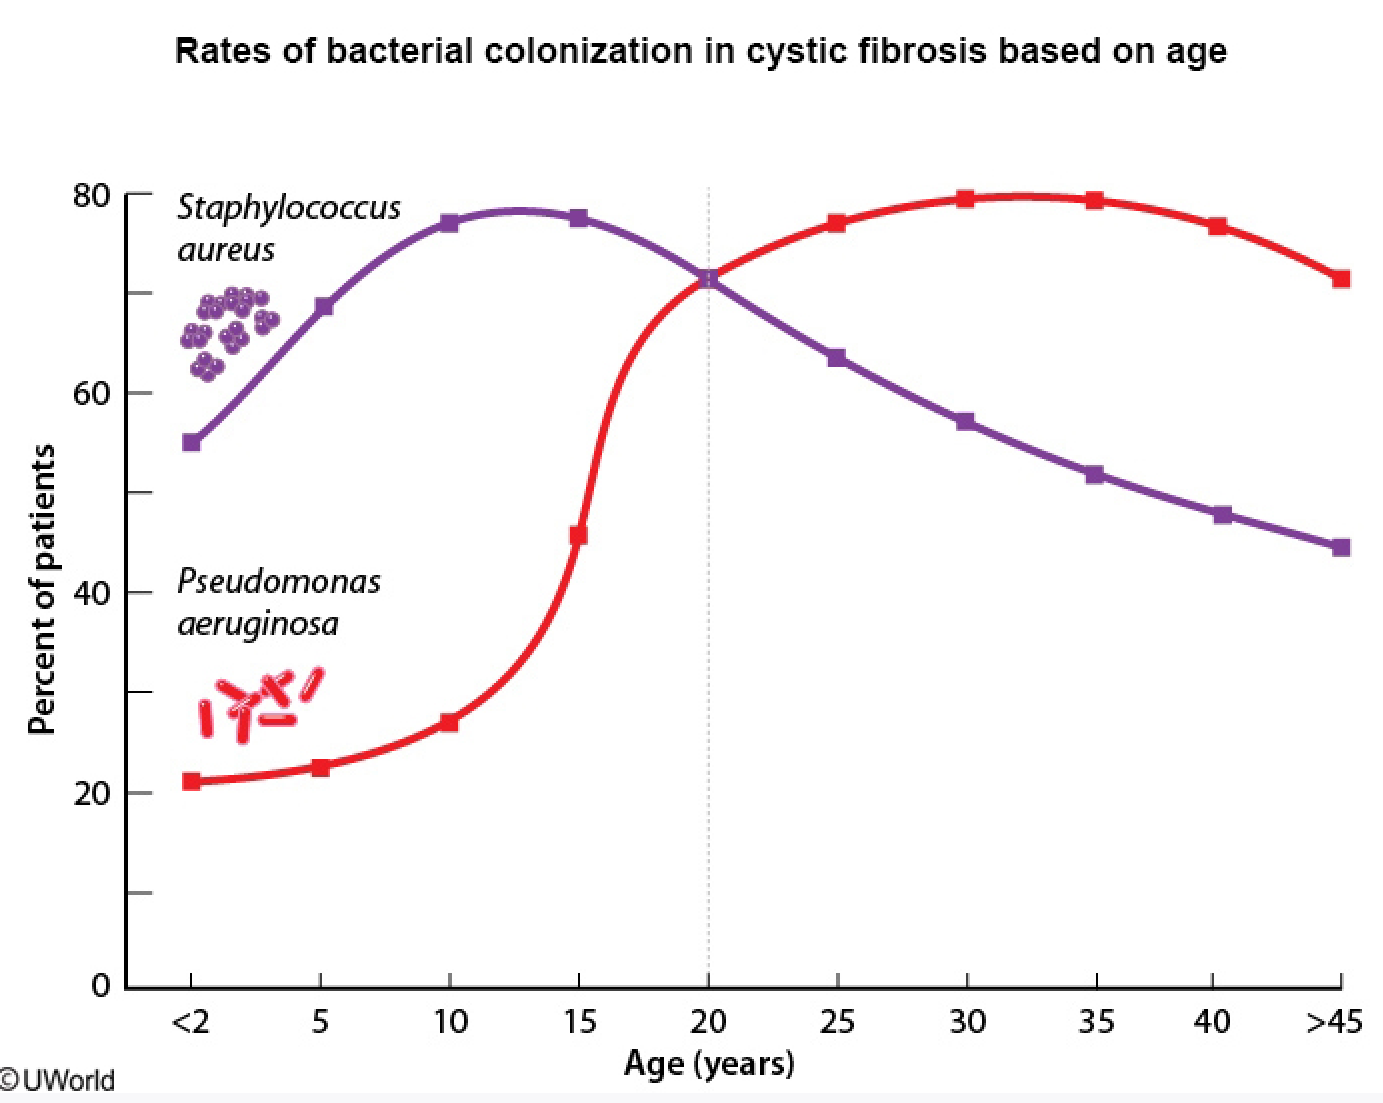 Rates of bacterial colonization in cystic fibrosis based on age
80
Staphylococcus
aureus
60
Percent of patients
40
Pseudomonas
aeruginosa
20
0
<2 5 10 15 20 25 30 35 40 >45
Age (years)
©UWorld